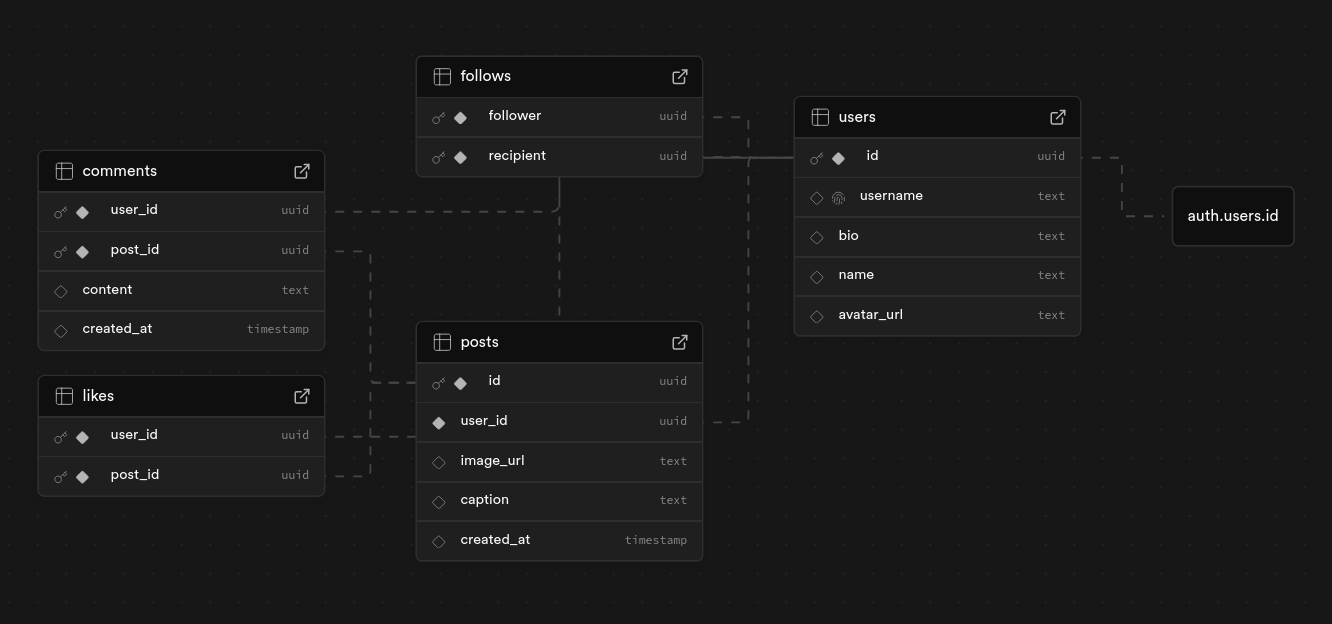 follows
follower uuid
recipient uuid
users
id uuid
username text
bio text
name text
avatar_url text
auth.users.id
comments
user_id uuid
post_id uuid
content text
created_at timestamp
likes
user_id uuid
post_id uuid
posts
id uuid
user_id uuid
image_url text
caption text
created_at timestamp